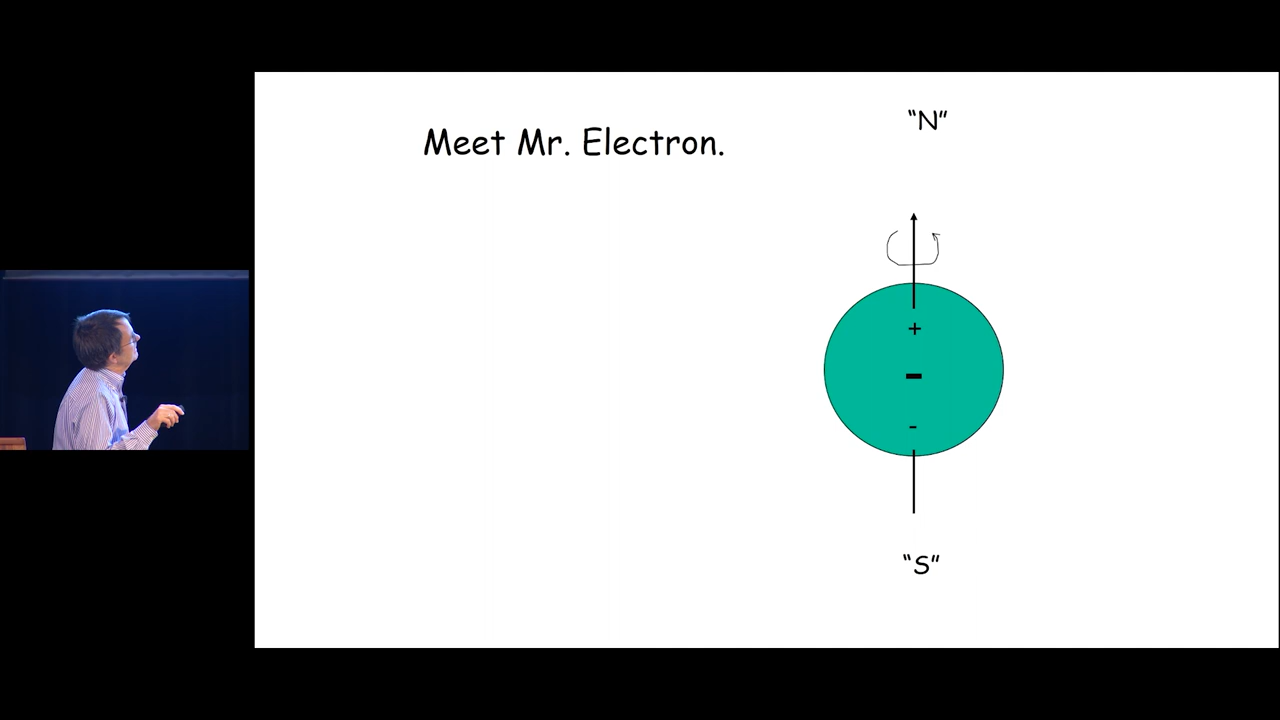 Meet Mr. Electron.
“N”
+
-
-
“S”